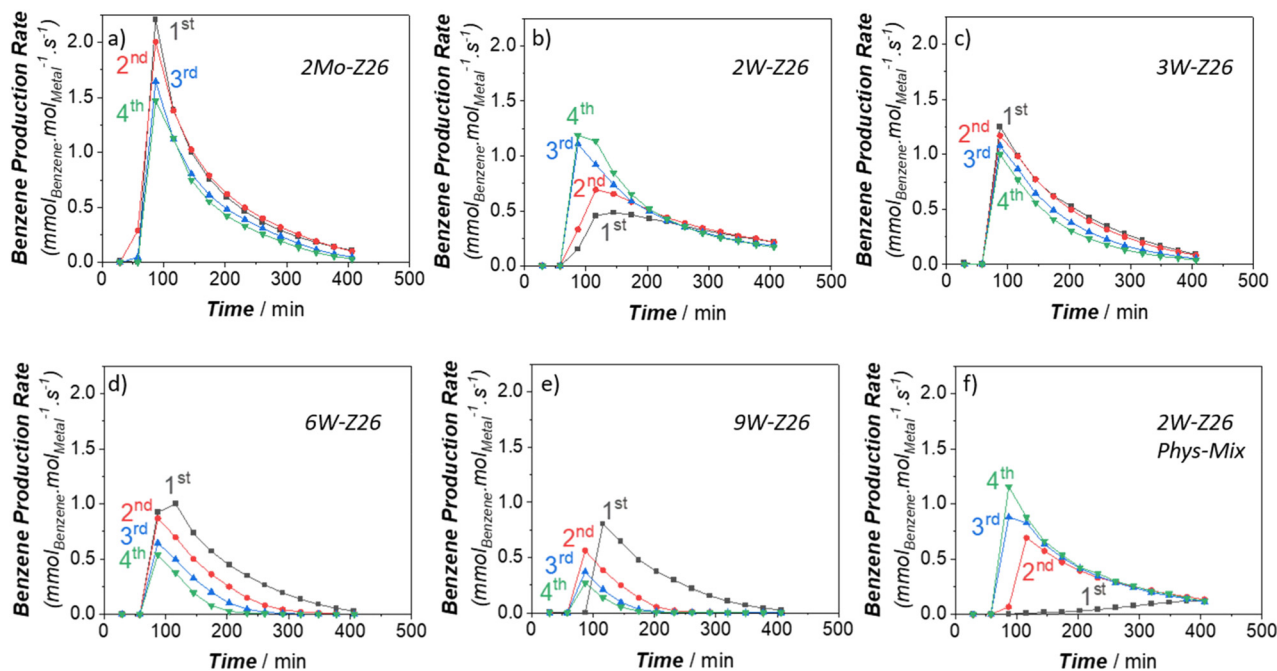 a)
2Mo-Z26
1st
2nd
3rd
4th
Benzene Production Rate
(mmolBenzene.molMetal-1.s-1)
2.0
1.5
1.0
0.5
0.0
0 100 200 300 400 500
Time / min
b)
2W-Z26
4th
3rd
2nd
1st
Benzene Production Rate
(mmolBenzene.molMetal-1.s-1)
2.0
1.5
1.0
0.5
0.0
0 100 200 300 400 500
Time / min
c)
3W-Z26
1st
2nd
3rd
4th
Benzene Production Rate
(mmolBenzene.molMetal-1.s-1)
2.0
1.5
1.0
0.5
0.0
0 100 200 300 400 500
Time / min
d)
6W-Z26
1st
2nd
3rd
4th
Benzene Production Rate
(mmolBenzene.molMetal-1.s-1)
2.0
1.5
1.0
0.5
0.0
0 100 200 300 400 500
Time / min
e)
9W-Z26
1st
2nd
3rd
4th
Benzene Production Rate
(mmolBenzene.molMetal-1.s-1)
2.0
1.5
1.0
0.5
0.0
0 100 200 300 400 500
Time / min
f)
2W-Z26
Phys-Mix
4th
3rd
2nd
1st
Benzene Production Rate
(mmolBenzene.molMetal-1.s-1)
2.0
1.5
1.0
0.5
0.0
0 100 200 300 400 500
Time / min